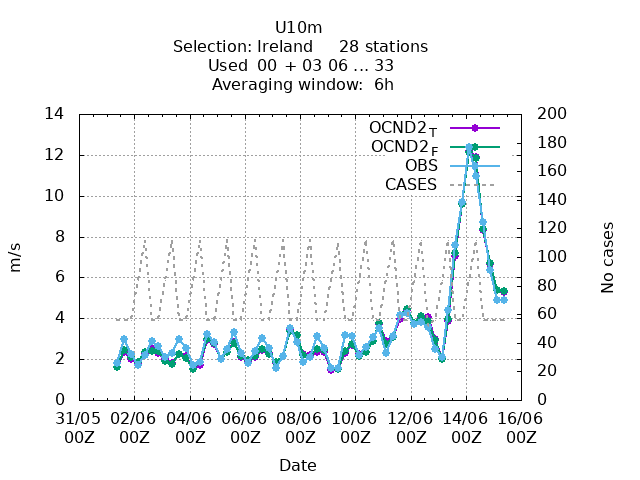 U10m
Selection: Ireland 28 stations
Used 00 + 03 06 ... 33
Averaging window: 6h
14 200
12 180
10 160
8 140
6 120
4 100
2 80
0 60
40
20
0
m/s
No cases
OCND2_T
OCND2_F
OBS
CASES
31/05 02/06 04/06 06/06 08/06 10/06 12/06 14/06 16/06
00Z 00Z 00Z 00Z 00Z 00Z 00Z 00Z 00Z
Date